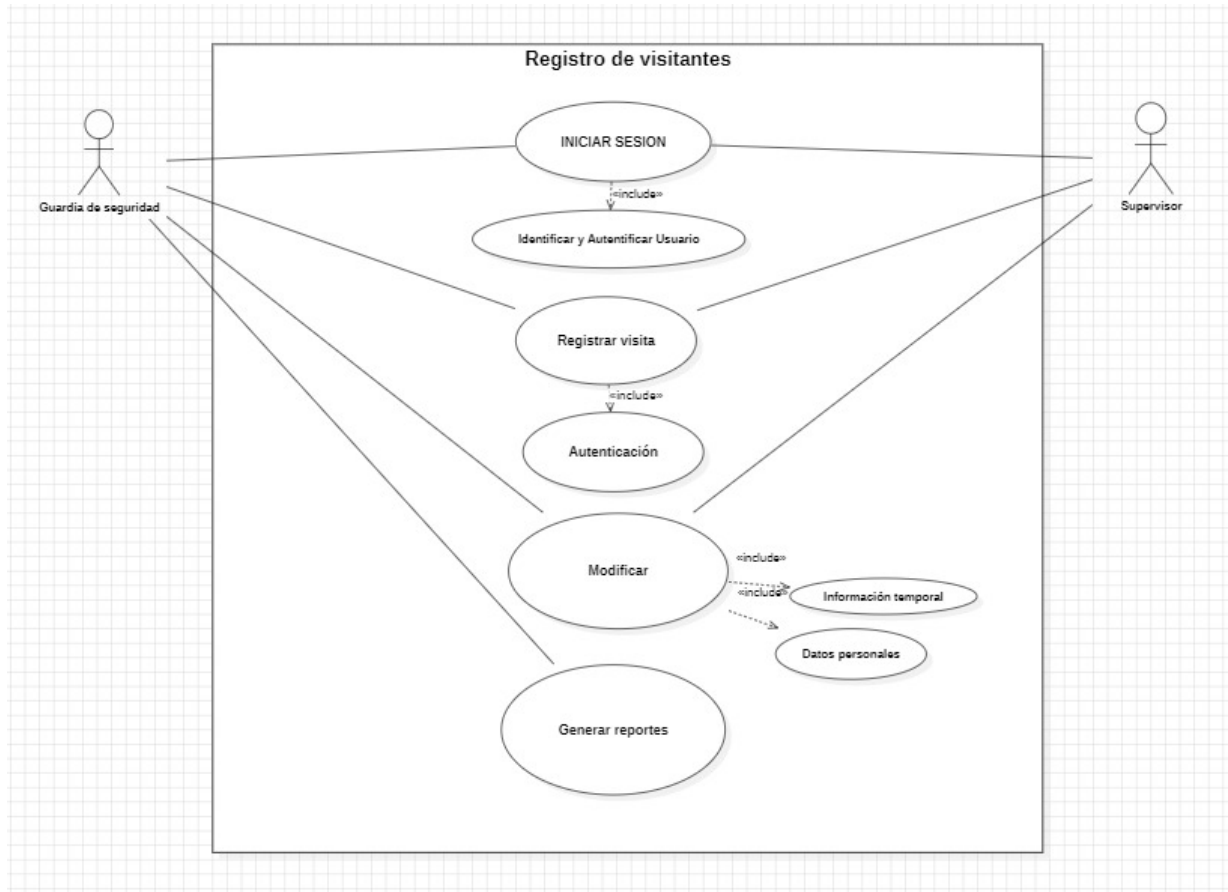 Registro de visitantes
INICIAR SESION
«include»
Guardia de seguridad
Supervisor
Identificar y Autentificar Usuario
Registrar visita
«include»
Autenticación
Modificar
«include»
«include»
Información temporal
Datos personales
Generar reportes